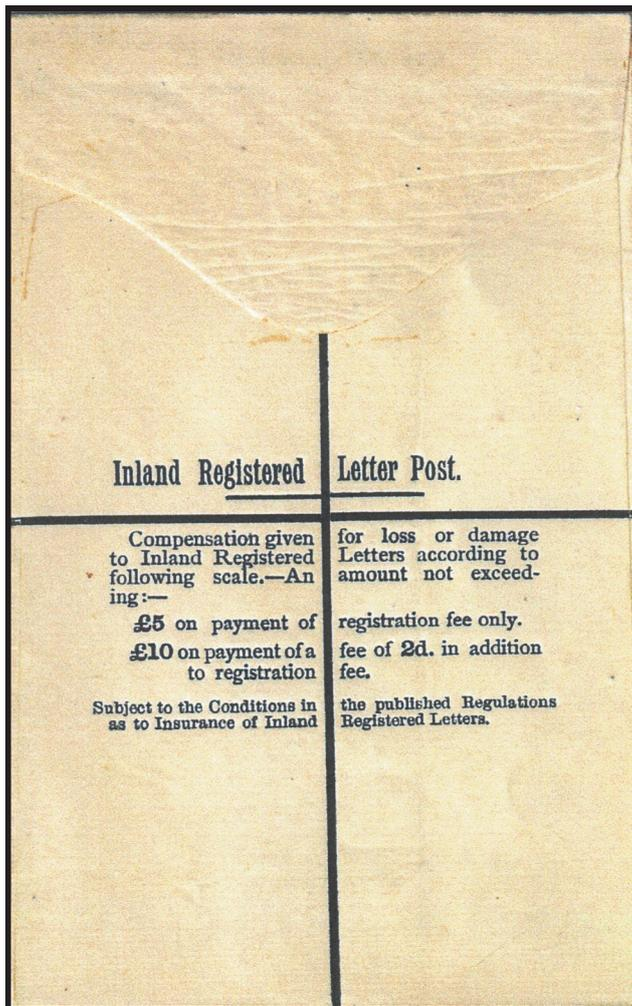 Inland Registered Letter Post.
Compensation given for loss or damage
to Inland Registered Letters according to
following scale.—An amount not exceed-
ing:—
£5 on payment of registration fee only.
£10 on payment of a fee of 2d. in addition
to registration fee.
Subject to the Conditions in the published Regulations
as to Insurance of Inland Registered Letters.